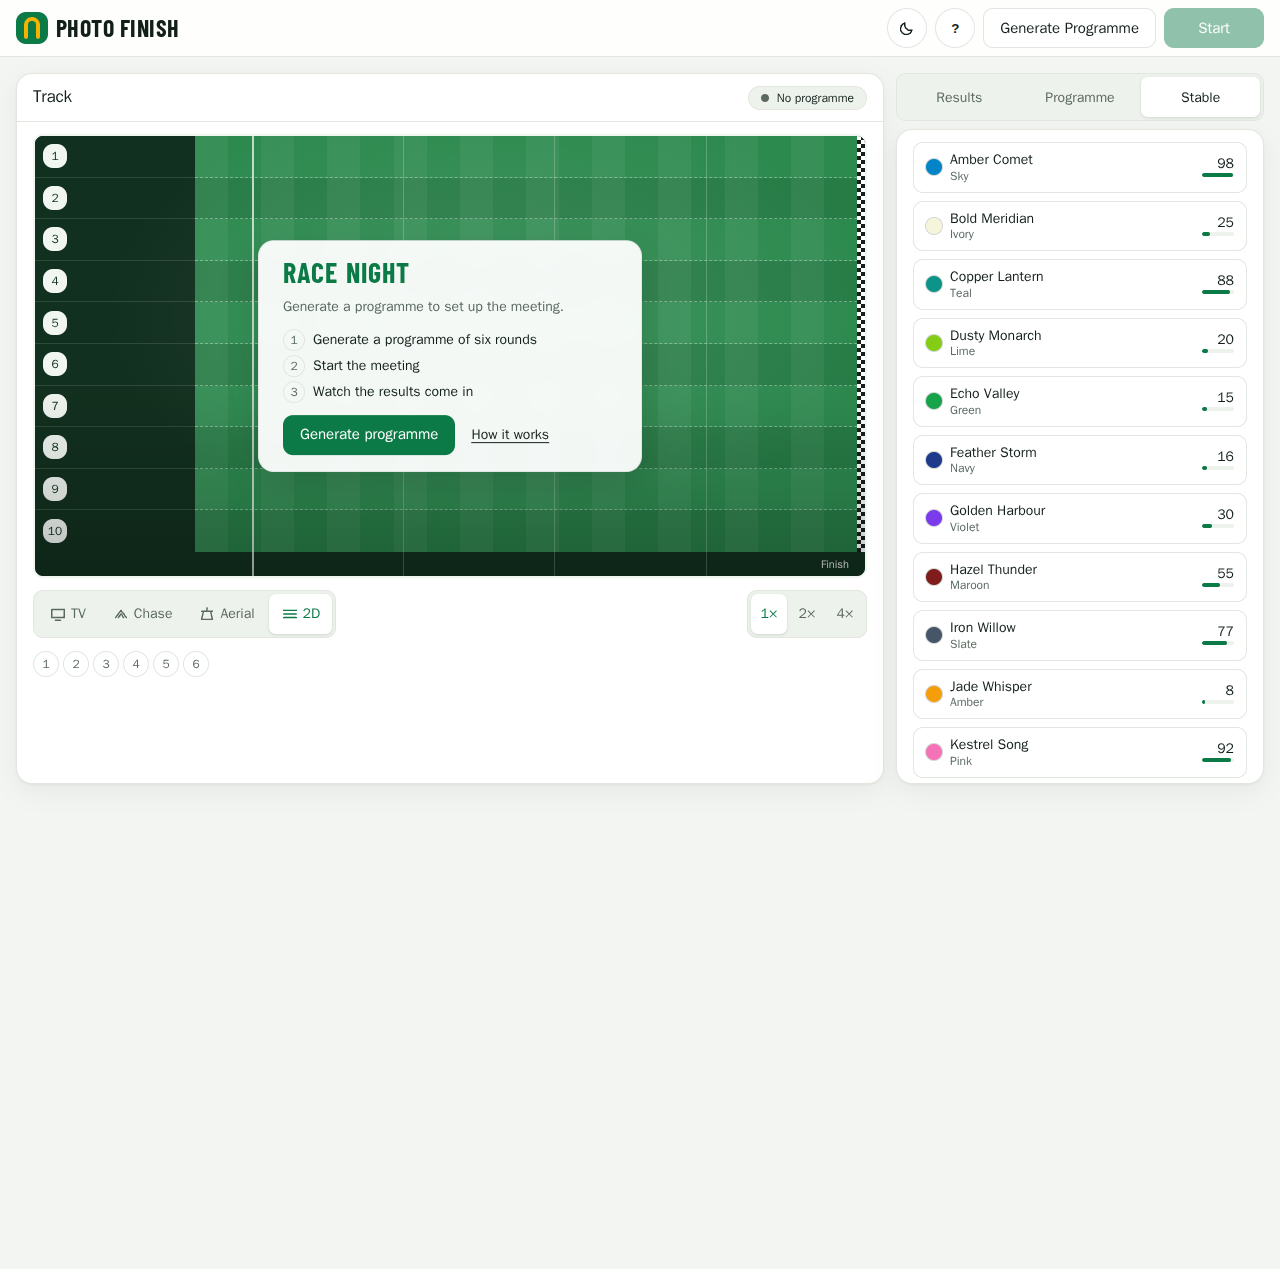 PHOTO FINISH
?
Generate Programme
Start
Track
No programme
1
2
3
4
5
6
7
8
9
10
RACE NIGHT
Generate a programme to set up the meeting.
1 Generate a programme of six rounds
2 Start the meeting
3 Watch the results come in
Generate programme
How it works
Finish
TV
Chase
Aerial
2D
1×
2×
4×
1 2 3 4 5 6
Results
Programme
Stable
Amber Comet
Sky
98
Bold Meridian
Ivory
25
Copper Lantern
Teal
88
Dusty Monarch
Lime
20
Echo Valley
Green
15
Feather Storm
Navy
16
Golden Harbour
Violet
30
Hazel Thunder
Maroon
55
Iron Willow
Slate
77
Jade Whisper
Amber
8
Kestrel Song
Pink
92